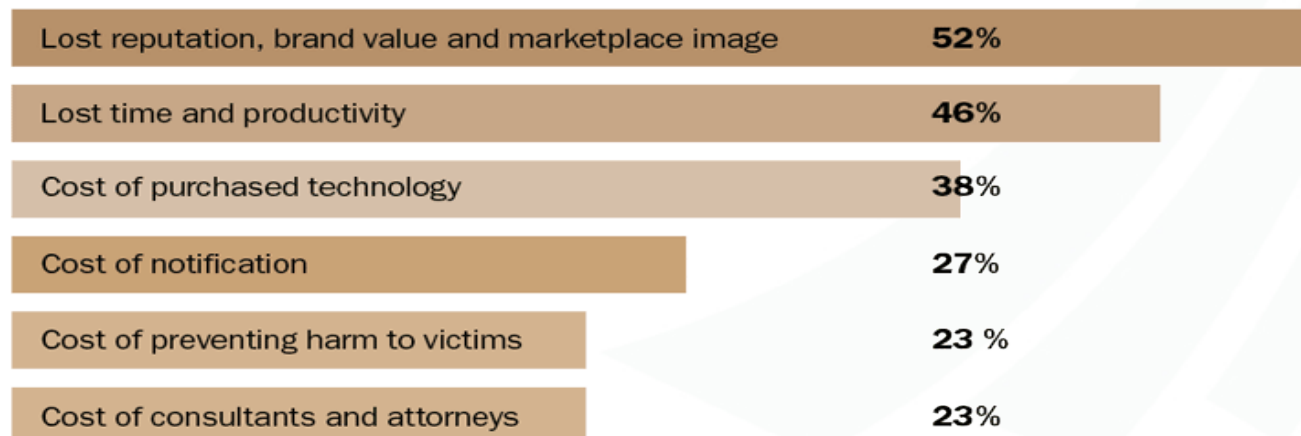 Lost reputation, brand value and marketplace image 52%
Lost time and productivity 46%
Cost of purchased technology 38%
Cost of notification 27%
Cost of preventing harm to victims 23 %
Cost of consultants and attorneys 23%